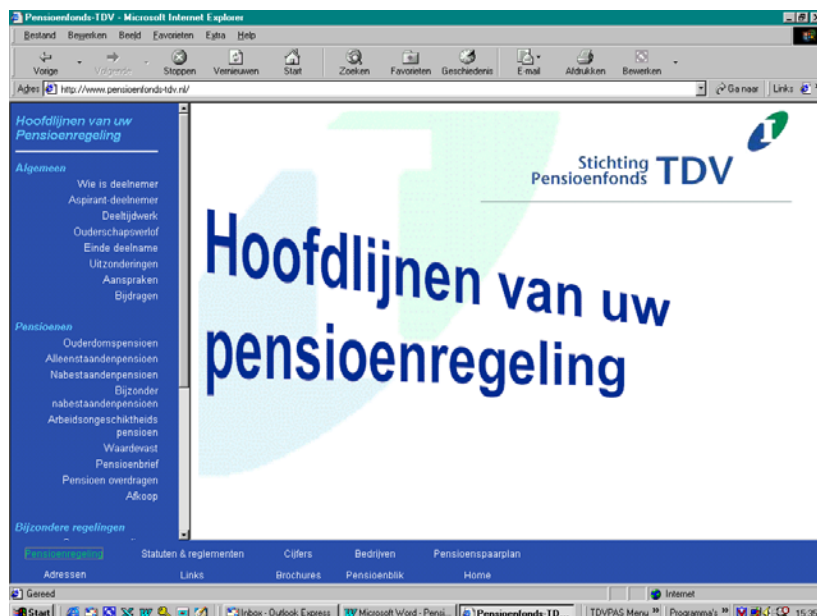 Pensioenfonds-TDV - Microsoft Internet Explorer
Bestand Bewerken Beeld Favorieten Extra Help
Vorige Volgende Stoppen Vernieuwen Start Zoeken Favorieten Geschiedenis E-mail Afdrukken Bewerken
Adres http://www.pensioenfonds-tdv.nl/ Ga naar Links
Hoofdlijnen van uw
Pensioenregeling
Algemeen
Wie is deelnemer
Aspirant-deelnemer
Deeltijdwerk
Ouderschapsverlof
Einde deelname
Uitzonderingen
Aanspraken
Bijdragen
Pensioenen
Ouderdomspensioen
Alleenstaandenpensioen
Nabestaandenpensioen
Bijzonder
nabestaandenpensioen
Arbeidsongeschiktheids
pensioen
Waardevast
Pensioenbrief
Pensioen overdragen
Afkoop
Bijzondere regelingen
Stichting
Pensioenfonds TDV
Hoofdlijnen van uw
pensioenregeling
Pensioenregeling Statuten & reglementen Cijfers Bedrijven Pensioenspaarplan
Adressen Links Brochures Pensioenblik Home
Gereed Internet
Start Inbox - Outlook Express Microsoft Word - Pensi... Pensioenfonds-TD... TDVPAS Menu » Programma's » 15:35